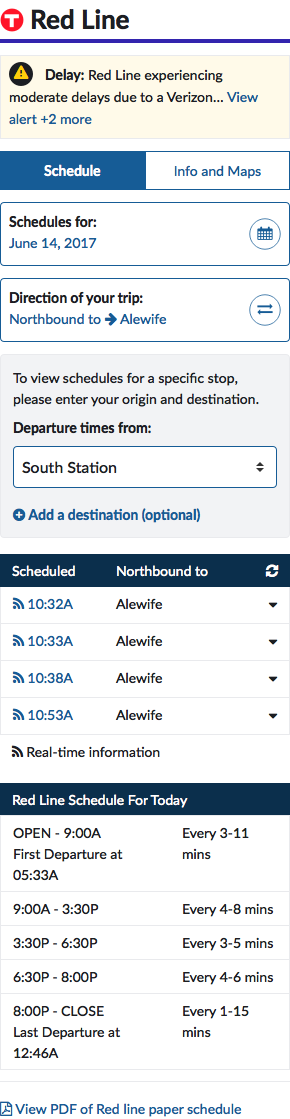 T Red Line
Delay: Red Line experiencing
moderate delays due to a Verizon... View
alert +2 more
Schedule Info and Maps
Schedules for:
June 14, 2017
Direction of your trip:
Northbound to → Alewife
To view schedules for a specific stop,
please enter your origin and destination.
Departure times from:
South Station
Add a destination (optional)
Scheduled Northbound to
10:32A Alewife
10:33A Alewife
10:38A Alewife
10:53A Alewife
Real-time information
Red Line Schedule For Today
OPEN - 9:00A Every 3-11
First Departure at mins
05:33A
9:00A - 3:30P Every 4-8 mins
3:30P - 6:30P Every 3-5 mins
6:30P - 8:00P Every 4-6 mins
8:00P - CLOSE Every 1-15
Last Departure at mins
12:46A
View PDF of Red line paper schedule